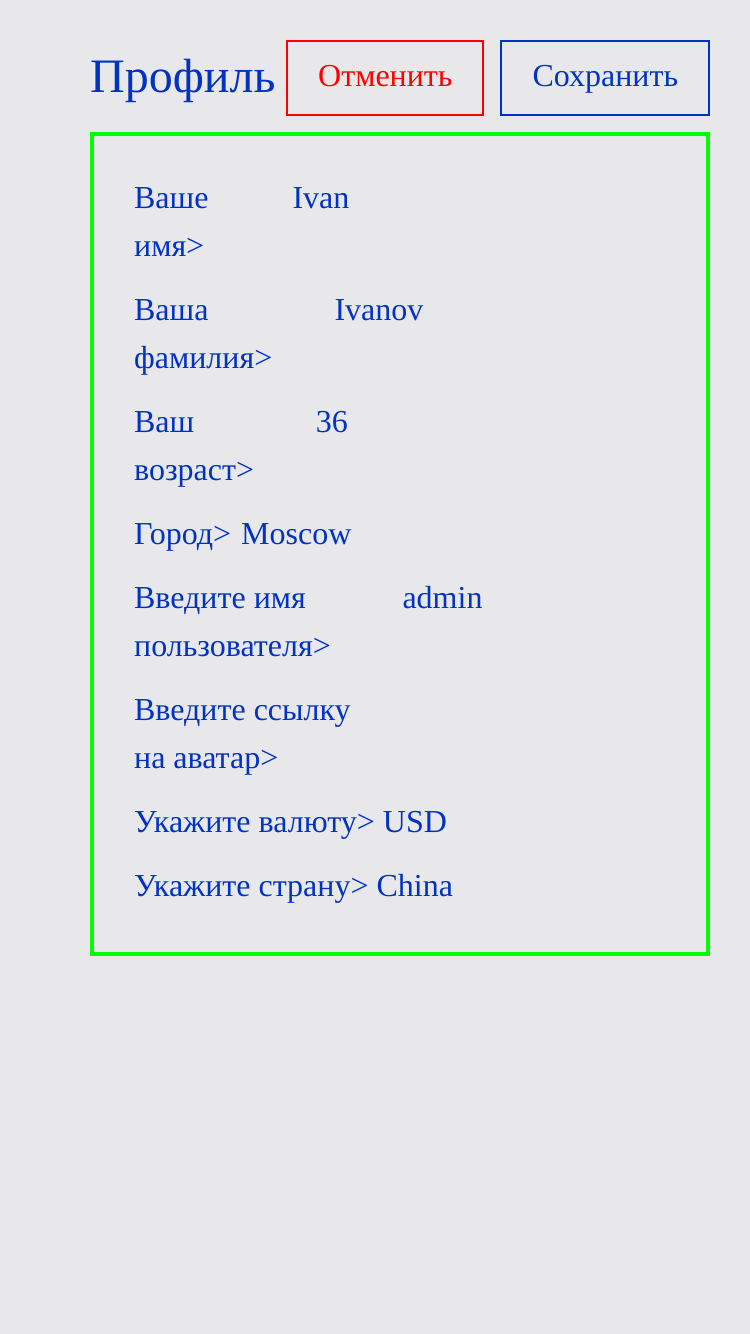 Профиль Отменить Сохранить
Ваше Ivan
имя>
Ваша Ivanov
фамилия>
Ваш 36
возраст>
Город> Moscow
Введите имя admin
пользователя>
Введите ссылку
на аватар>
Укажите валюту> USD
Укажите страну> China